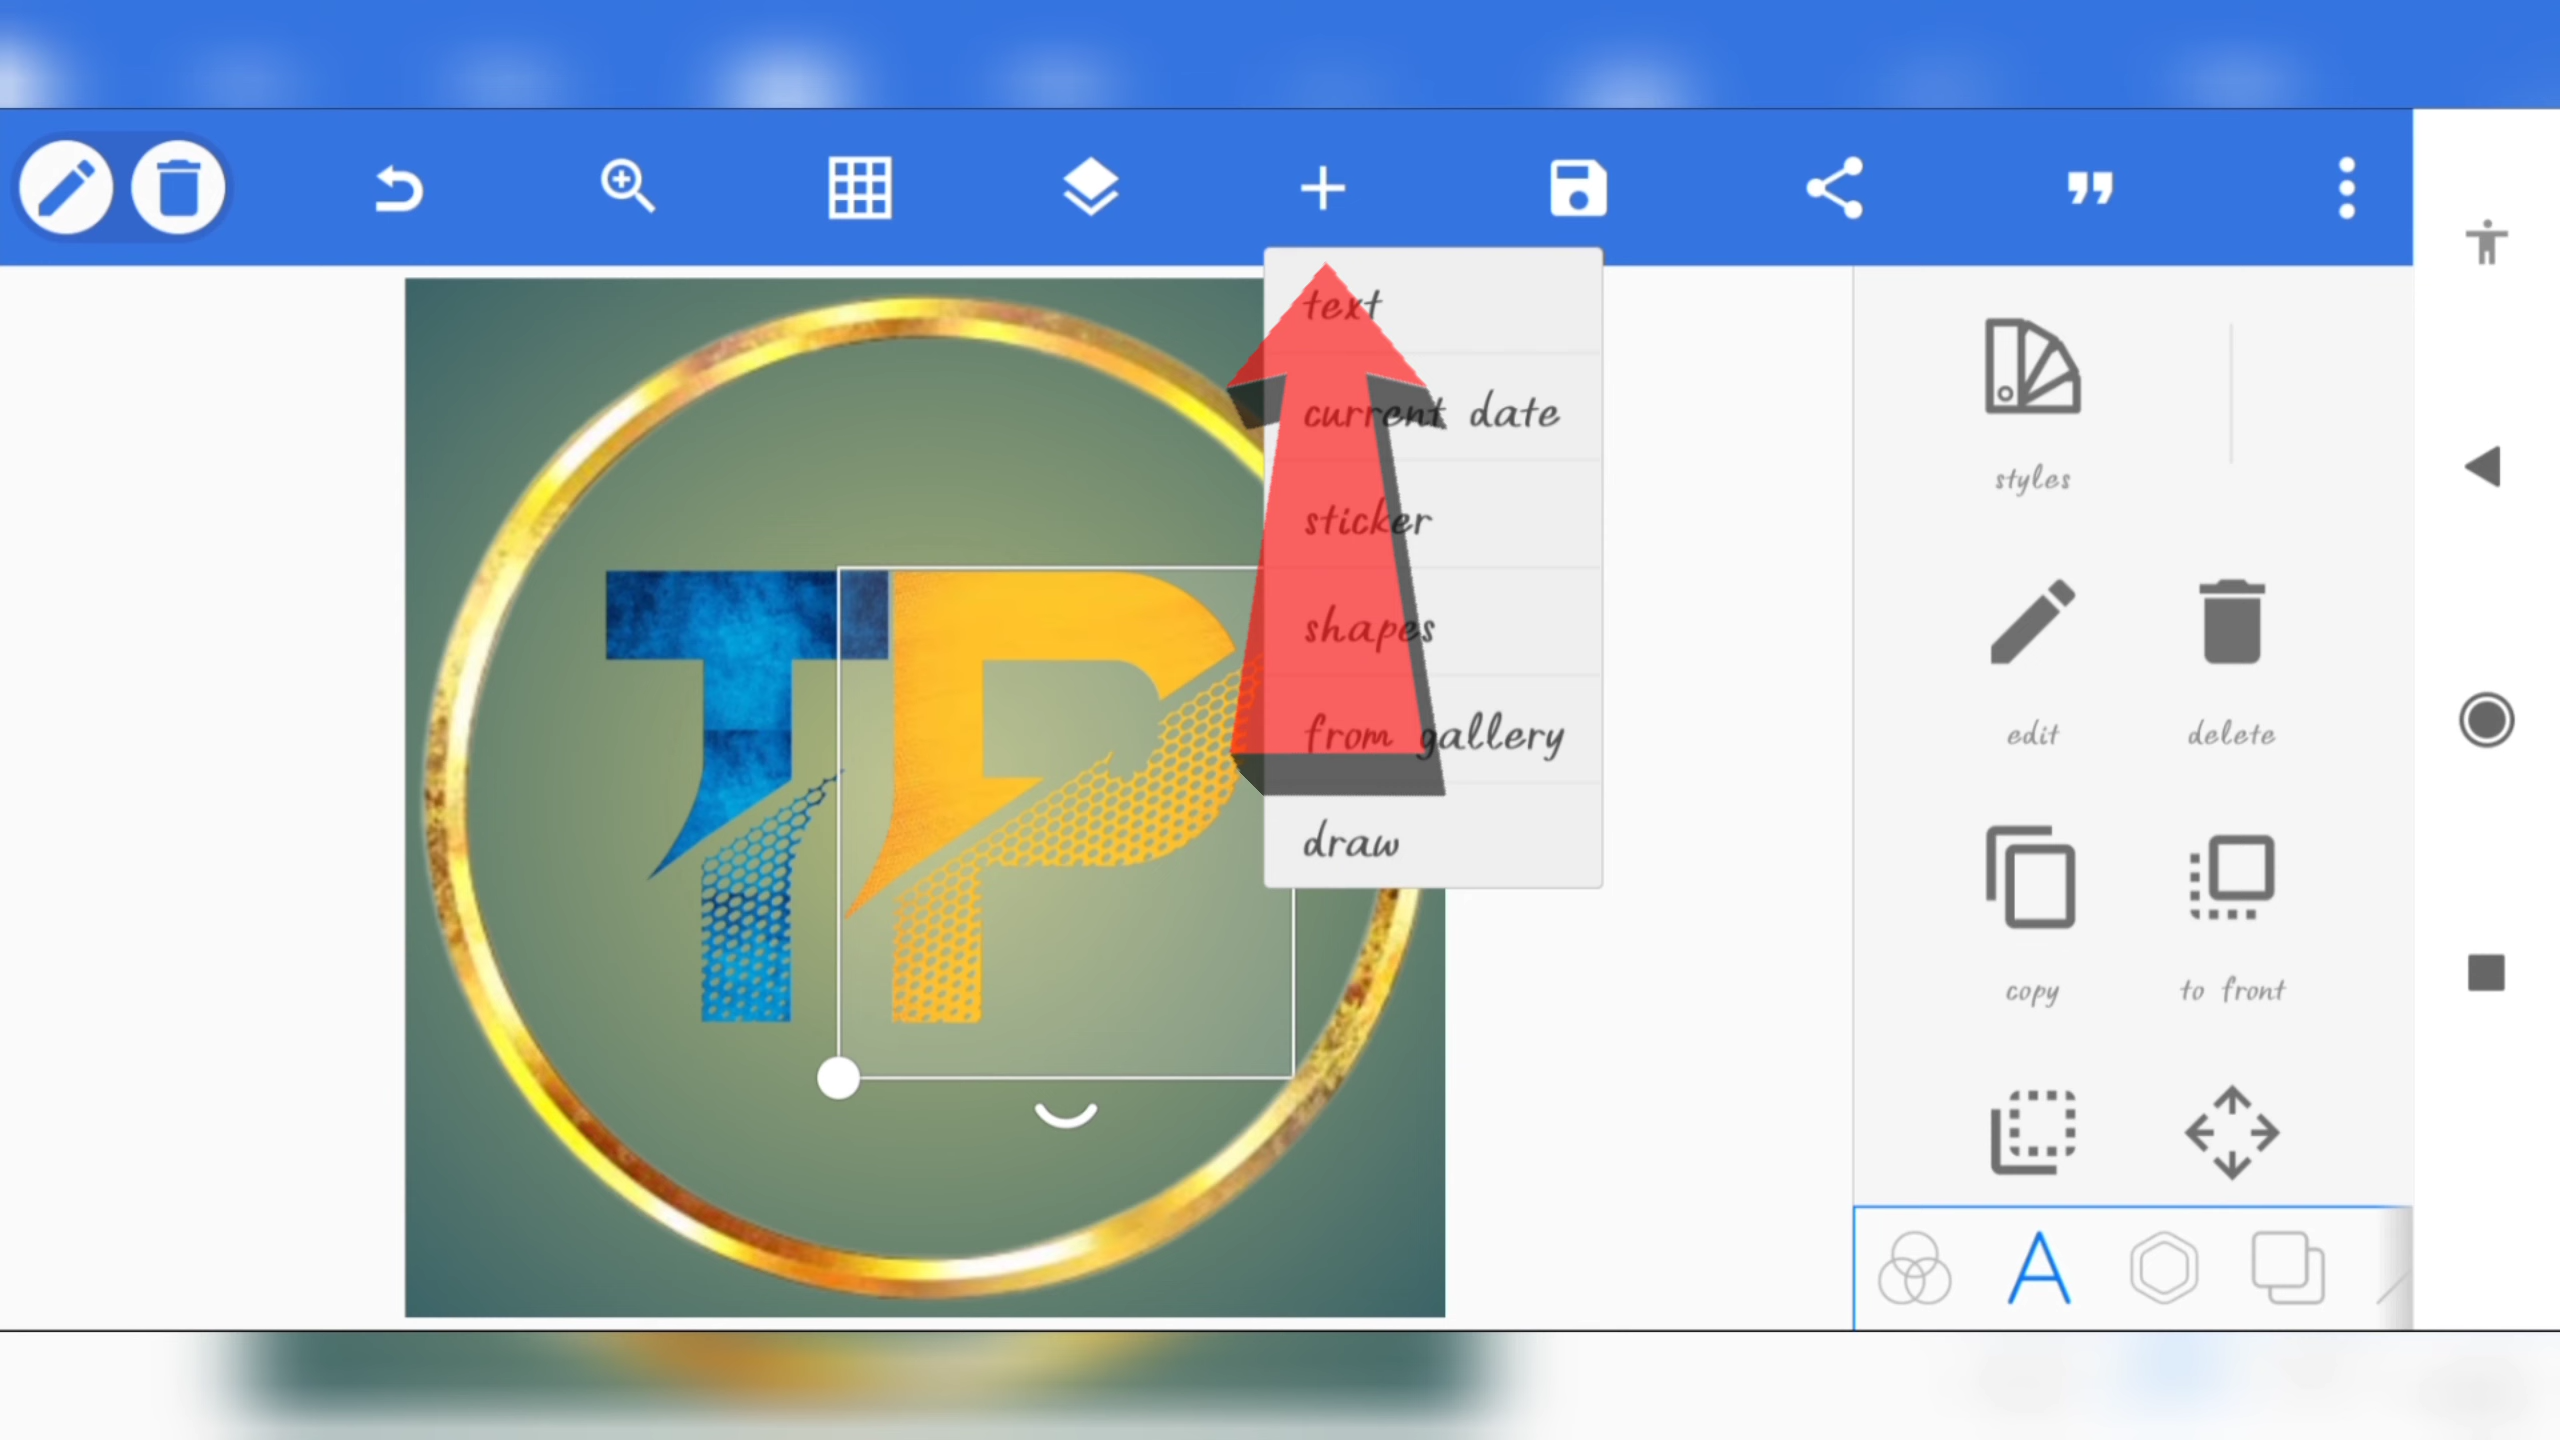 text
current date
sticker
shapes
from gallery
draw
TP
styles
edit
delete
copy
to front
A